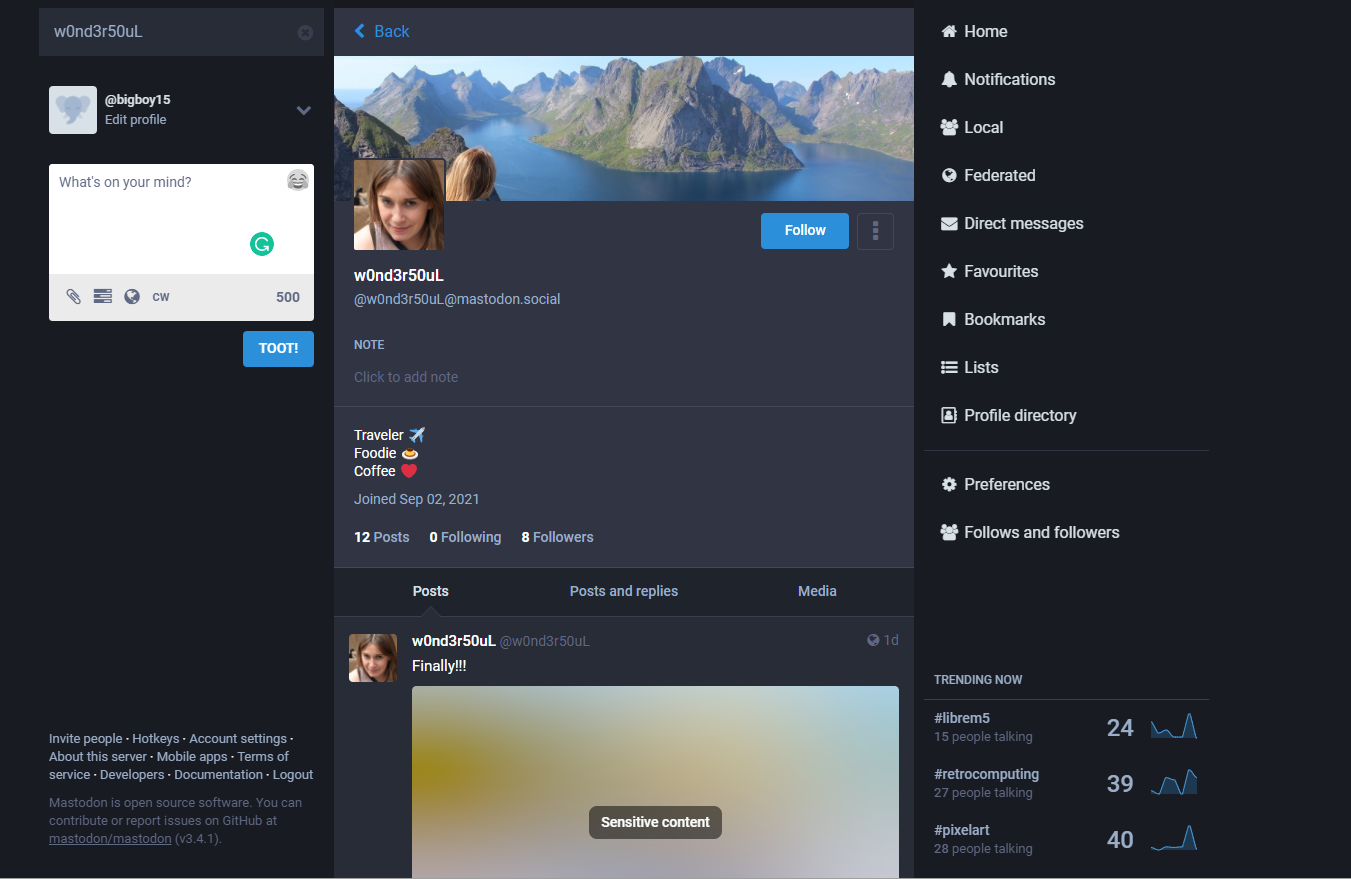 w0nd3r50uL
@bigboy15
Edit profile
What's on your mind?
CW
500
TOOT!
Invite people · Hotkeys · Account settings ·
About this server · Mobile apps · Terms of
service · Developers · Documentation · Logout
Mastodon is open source software. You can
contribute or report issues on GitHub at
mastodon/mastodon (v3.4.1).
Back
Follow
w0nd3r50uL
@w0nd3r50uL@mastodon.social
NOTE
Click to add note
Traveler ✈️
Foodie 🍮
Coffee ❤️
Joined Sep 02, 2021
12 Posts 0 Following 8 Followers
Posts Posts and replies Media
w0nd3r50uL @w0nd3r50uL 1d
Finally!!!
Sensitive content
Home
Notifications
Local
Federated
Direct messages
Favourites
Bookmarks
Lists
Profile directory
Preferences
Follows and followers
TRENDING NOW
#librem5
15 people talking
24
#retrocomputing
27 people talking
39
#pixelart
28 people talking
40